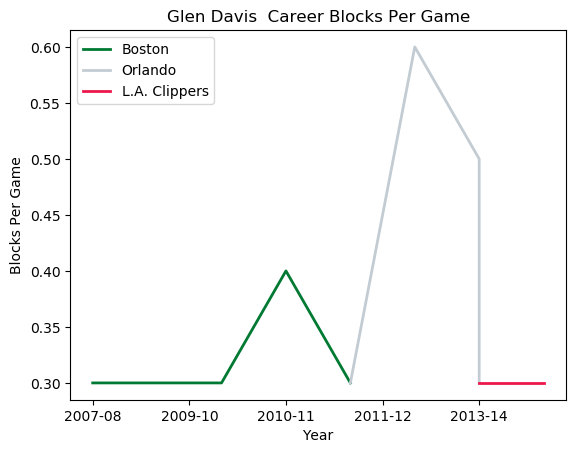 Glen Davis  Career Blocks Per Game
Boston
Orlando
L.A. Clippers
Blocks Per Game
0.60
0.55
0.50
0.45
0.40
0.35
0.30
2007-08 2009-10 2010-11 2011-12 2013-14
Year